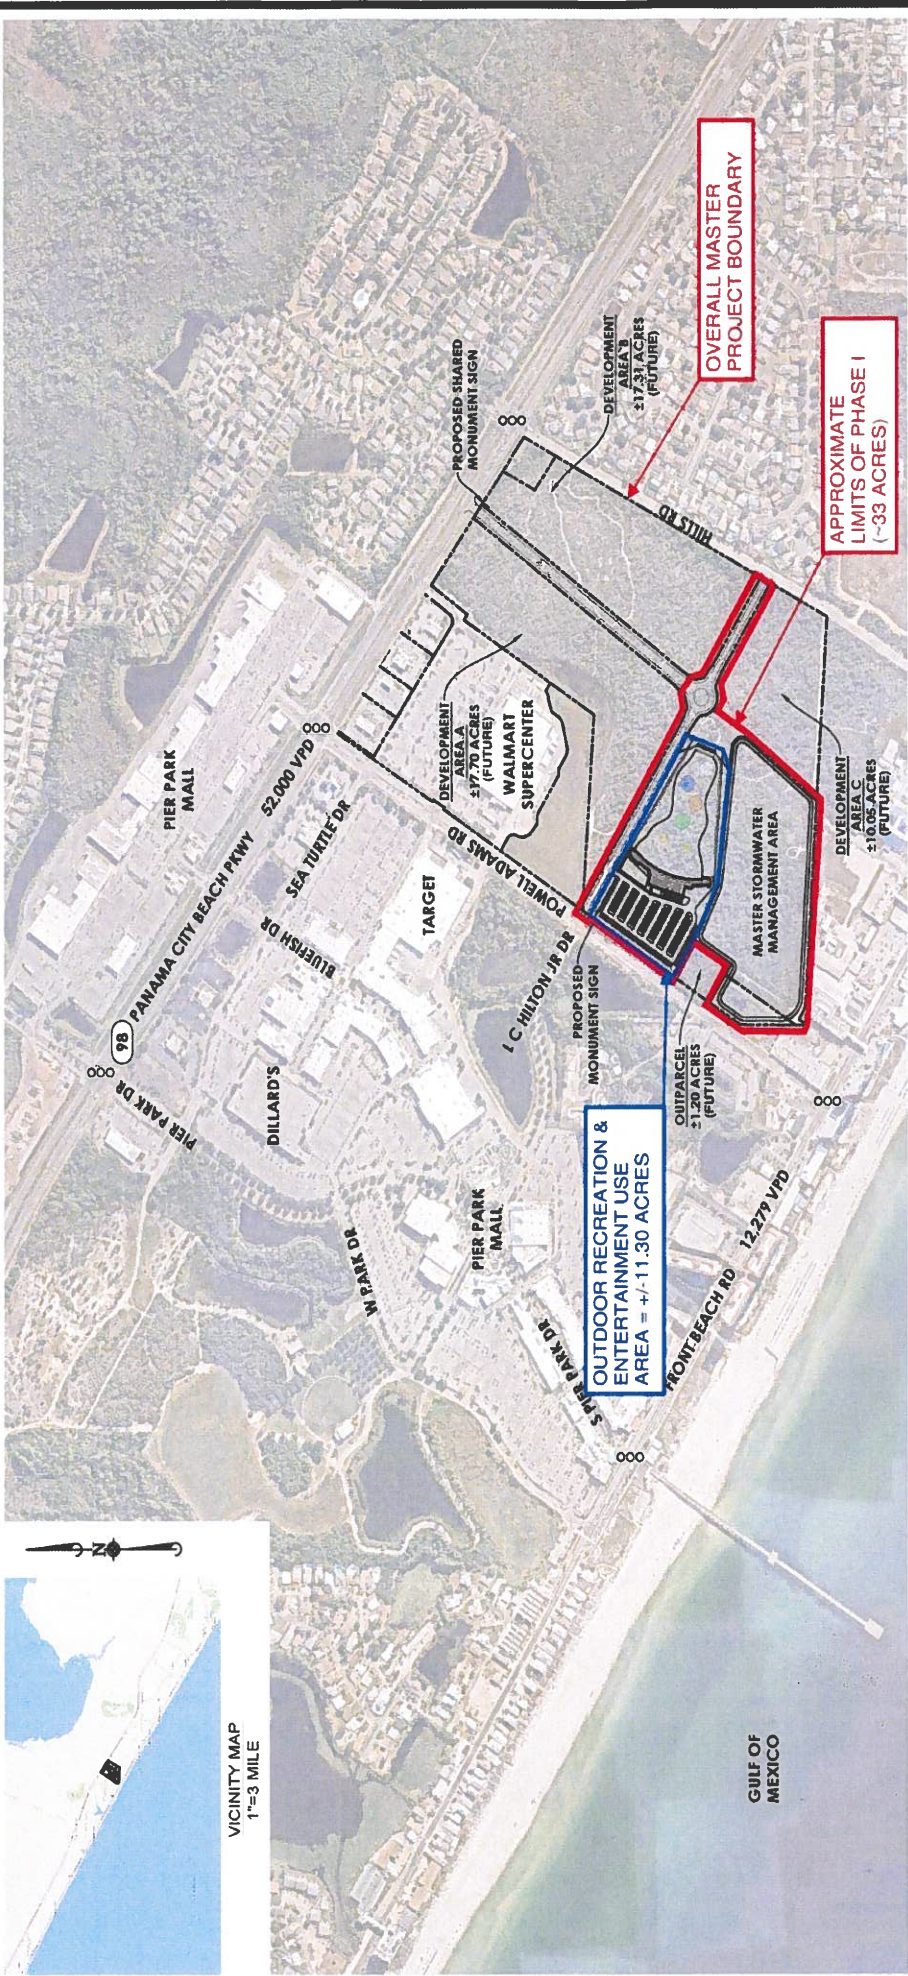 VICINITY MAP
1"=3 MILE
N
PIER PARK
MALL
98
PANAMA CITY BEACH PKWY
52.000 VPD
PIER PARK DR
BLUEFISH DR
SEA TURTLE DR
DILLARD'S
TARGET
W PARK DR
PIER PARK
MALL
S PIER PARK DR
FRONT BEACH RD
12,279 VPD
L C HILTON JR DR
POWELL ADAMS RD
PROPOSED
MONUMENT SIGN
DEVELOPMENT
AREA A
±17.70 ACRES
(FUTURE)
WALMART
SUPERCENTER
PROPOSED SHARED
MONUMENT SIGN
DEVELOPMENT
AREA B
±17.31 ACRES
(FUTURE)
HILLS RD
OVERALL MASTER
PROJECT BOUNDARY
APPROXIMATE
LIMITS OF PHASE I
(~33 ACRES)
OUTDOOR RECREATION &
ENTERTAINMENT USE
AREA = +/-11.30 ACRES
OUTPARCEL
±1.20 ACRES
(FUTURE)
MASTER STORMWATER
MANAGEMENT AREA
DEVELOPMENT
AREA C
±10.05 ACRES
(FUTURE)
GULF OF
MEXICO